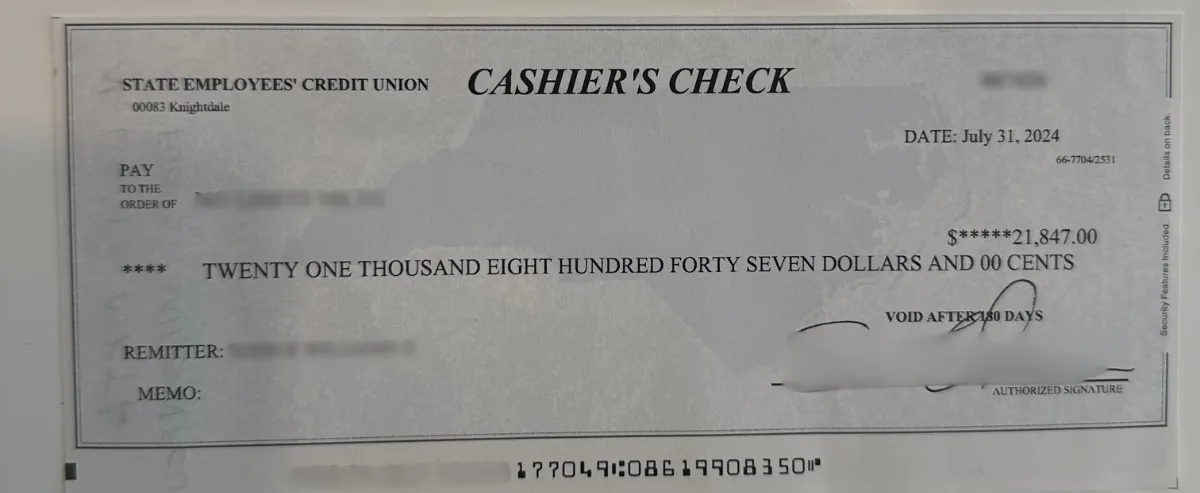 STATE EMPLOYEES' CREDIT UNION
CASHIER'S CHECK
00083 Knightdale
DATE: July 31, 2024
66-7704/2531
PAY
TO THE
ORDER OF
$*****21,847.00
**** TWENTY ONE THOUSAND EIGHT HUNDRED FORTY SEVEN DOLLARS AND 00 CENTS
VOID AFTER 180 DAYS
REMITTER:
MEMO:
AUTHORIZED SIGNATURE
177049⑆08619908350⑈
Security Features Included. Details on back.